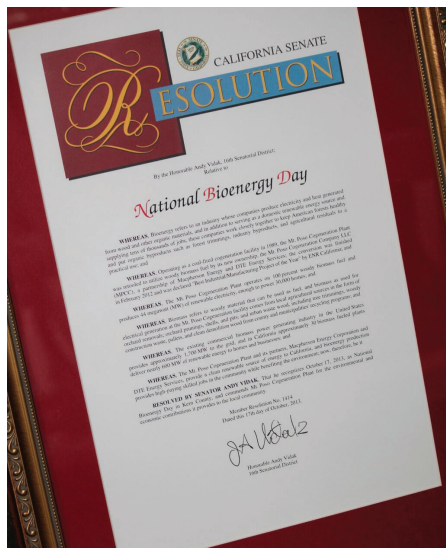 CALIFORNIA SENATE
RESOLUTION
By the Honorable Andy Vidak, 16th Senatorial District,
Relative to
National Bioenergy Day
WHEREAS, Bioenergy refers to an industry whose companies produce electricity and heat generated
from wood and other organic materials, and in addition to serving as a domestic renewable energy source and
supplying tens of thousands of jobs, these companies work closely together to keep American forests healthy
and put organic byproducts such as forest trimmings, industry byproducts, and agricultural residuals to a
practical use; and
WHEREAS, Operating as a coal-fired cogeneration facility in 1989, the Mt. Poso Cogeneration Plant
was retooled to utilize woody biomass fuel by its new ownership, the Mt. Poso Cogeneration Company LLC
(MPCC), a partnership of Macpherson Energy and DTE Energy Services, the conversion was finished
in February 2012 and was declared "Best Industrial/Manufacturing Project of the Year" by ENR California; and
WHEREAS, The Mt. Poso Cogeneration Plant operates on 100 percent woody biomass fuel and
produces 44 megawatt (MW) of renewable electricity, enough to power 30,000 homes; and
WHEREAS, Biomass refers to woody material that can be used as fuel, and biomass as used for
electrical generation at the Mt. Poso Cogeneration facility comes from local agricultural sources in the form of
orchard removals, orchard prunings, shells, and pits; and urban waste wood, including tree trimmings, wood
construction waste, pallets, and clean demolition wood from county and municipalities recycling programs; and
WHEREAS, The existing commercial biomass power generating industry in the United States
provides approximately 1,700 MW to the grid, and in California approximately 30 biomass fueled plants
deliver nearly 600 MW of renewable energy to homes and businesses; and
WHEREAS, The Mt. Poso Cogeneration Plant and its partners, Macpherson Energy Corporation and
DTE Energy Services, provide a clean renewable source of energy to California, and bioenergy production
provides high-paying skilled jobs in the community while benefiting the environment; now, therefore, be it
RESOLVED BY SENATOR ANDY VIDAK, That he recognizes October 17, 2013, as National
Bioenergy Day in Kern County, and commends Mt. Poso Cogeneration Plant for the environmental and
economic contributions it provides to the local community.
Member Resolution No. 1414
Dated this 17th day of October, 2013.
Honorable Andy Vidak
16th Senatorial District